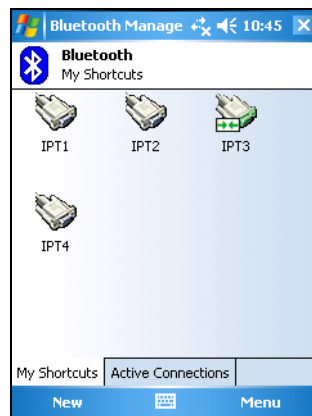 Bluetooth Manage 10:45
Bluetooth
My Shortcuts
IPT1 IPT2 IPT3
IPT4
My Shortcuts Active Connections
New Menu